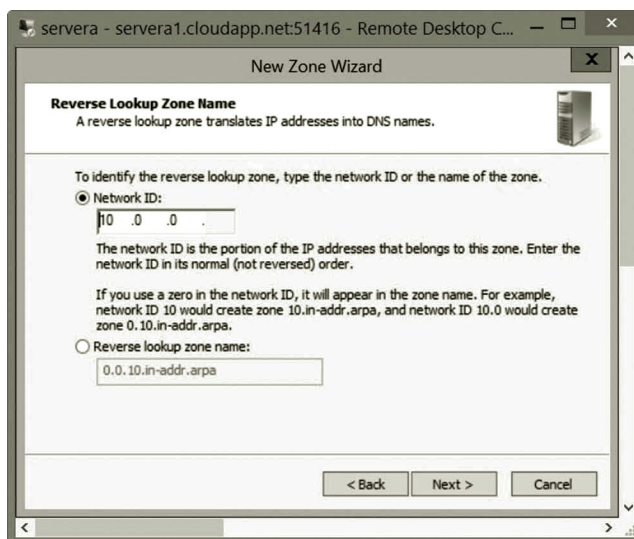 servera - servera1.cloudapp.net:51416 - Remote Desktop C...
New Zone Wizard
Reverse Lookup Zone Name
A reverse lookup zone translates IP addresses into DNS names.
To identify the reverse lookup zone, type the network ID or the name of the zone.
Network ID:
10 .0 .0 .
The network ID is the portion of the IP addresses that belongs to this zone. Enter the
network ID in its normal (not reversed) order.
If you use a zero in the network ID, it will appear in the zone name. For example,
network ID 10 would create zone 10.in-addr.arpa, and network ID 10.0 would create
zone 0.10.in-addr.arpa.
Reverse lookup zone name:
0.0.10.in-addr.arpa
< Back Next > Cancel